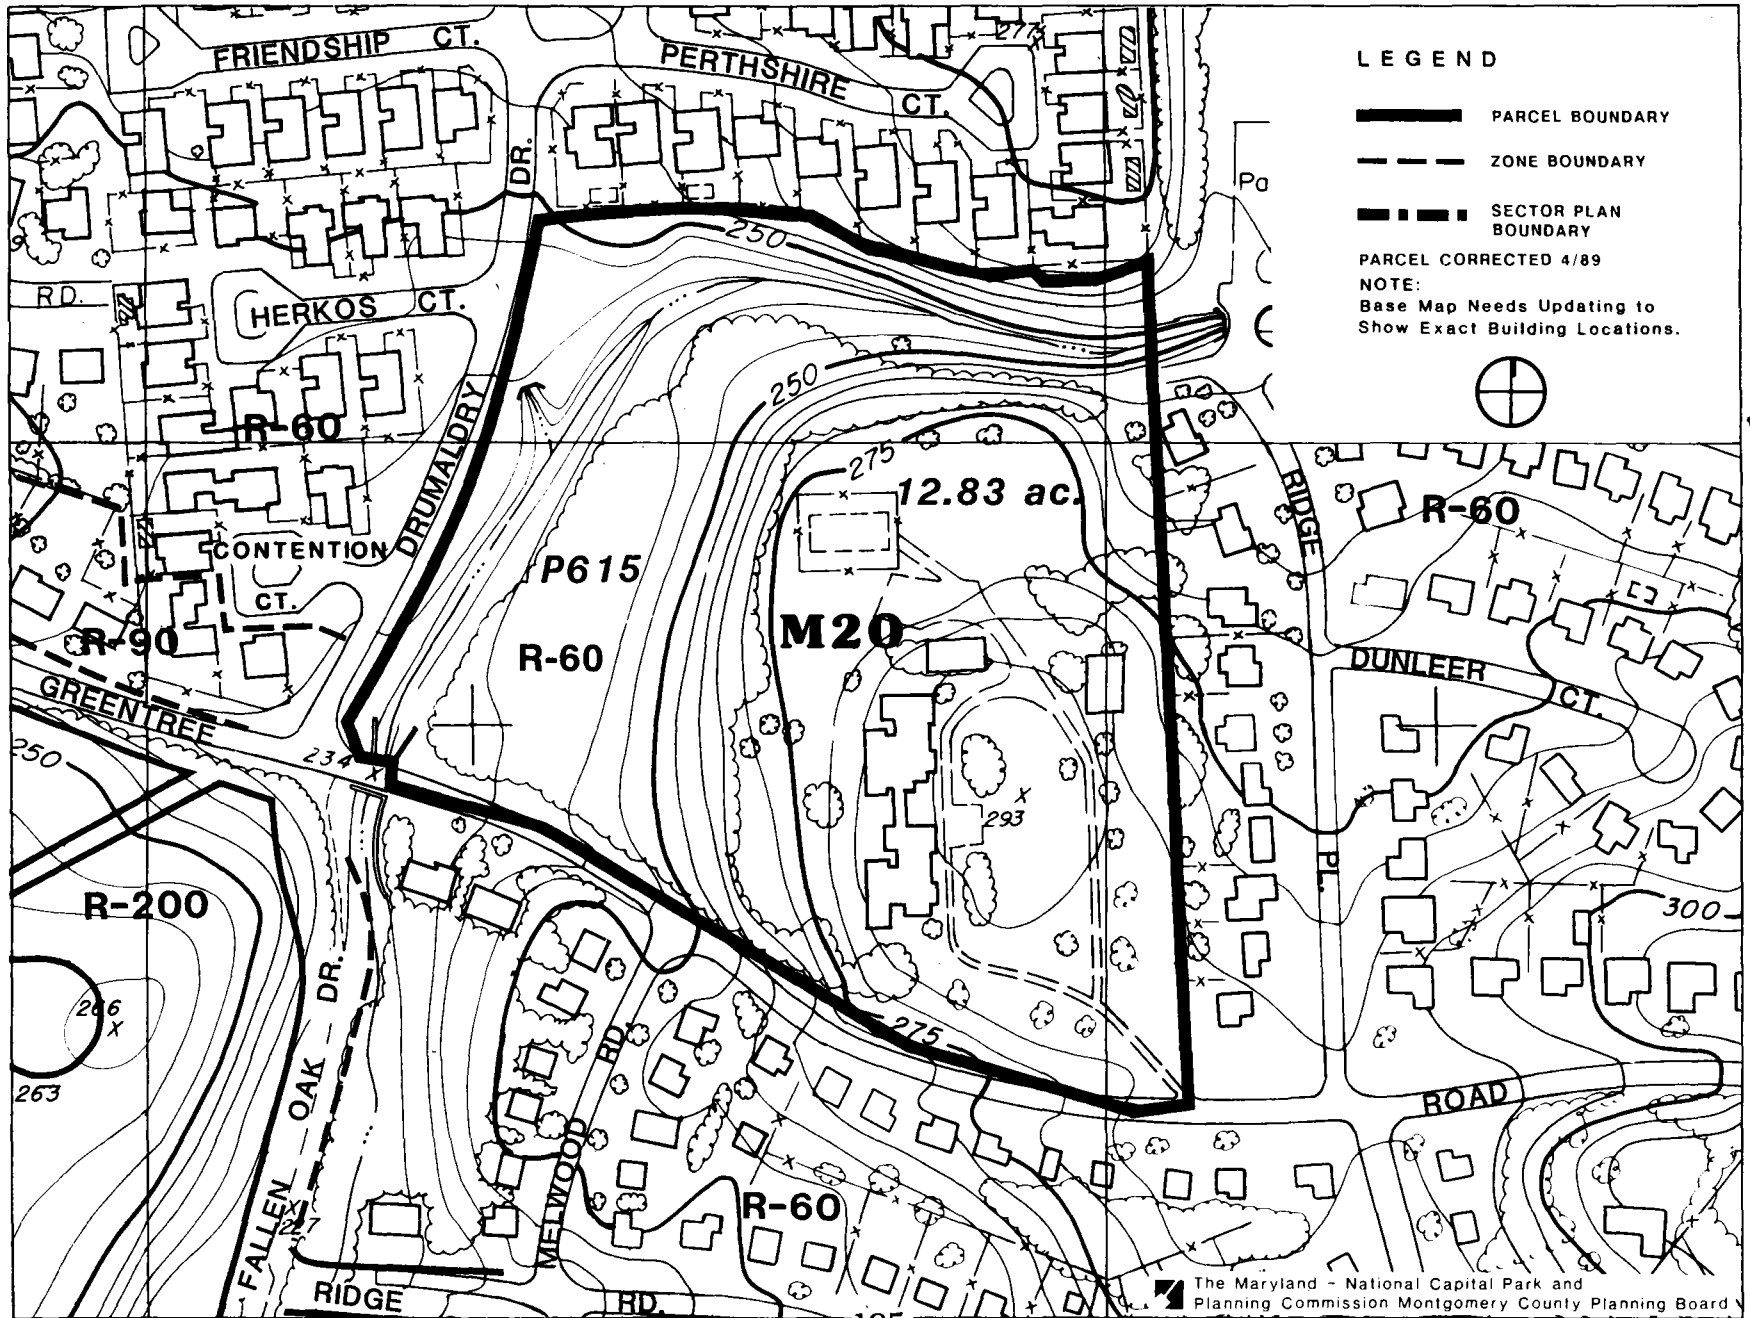 FRIENDSHIP CT.
PERTHSHIRE CT.
277
DR.
LEGEND
PARCEL BOUNDARY
ZONE BOUNDARY
SECTOR PLAN
BOUNDARY
PARCEL CORRECTED 4/89
NOTE:
Base Map Needs Updating to
Show Exact Building Locations.
Pa
250
RD.
HERKOS CT.
250
DRUMALDRY
R-60
275
12.83 ac.
RIDGE
R-60
CONTENTION
CT.
P615
M20
R-90
R-60
DUNLEER CT.
GREENTREE
250
234
293
PL.
R-200
300
DR.
266
275
RD.
263
OAK
ROAD
MELWOOD
FALLEN
227
R-60
RIDGE RD.
The Maryland - National Capital Park and
Planning Commission Montgomery County Planning Board